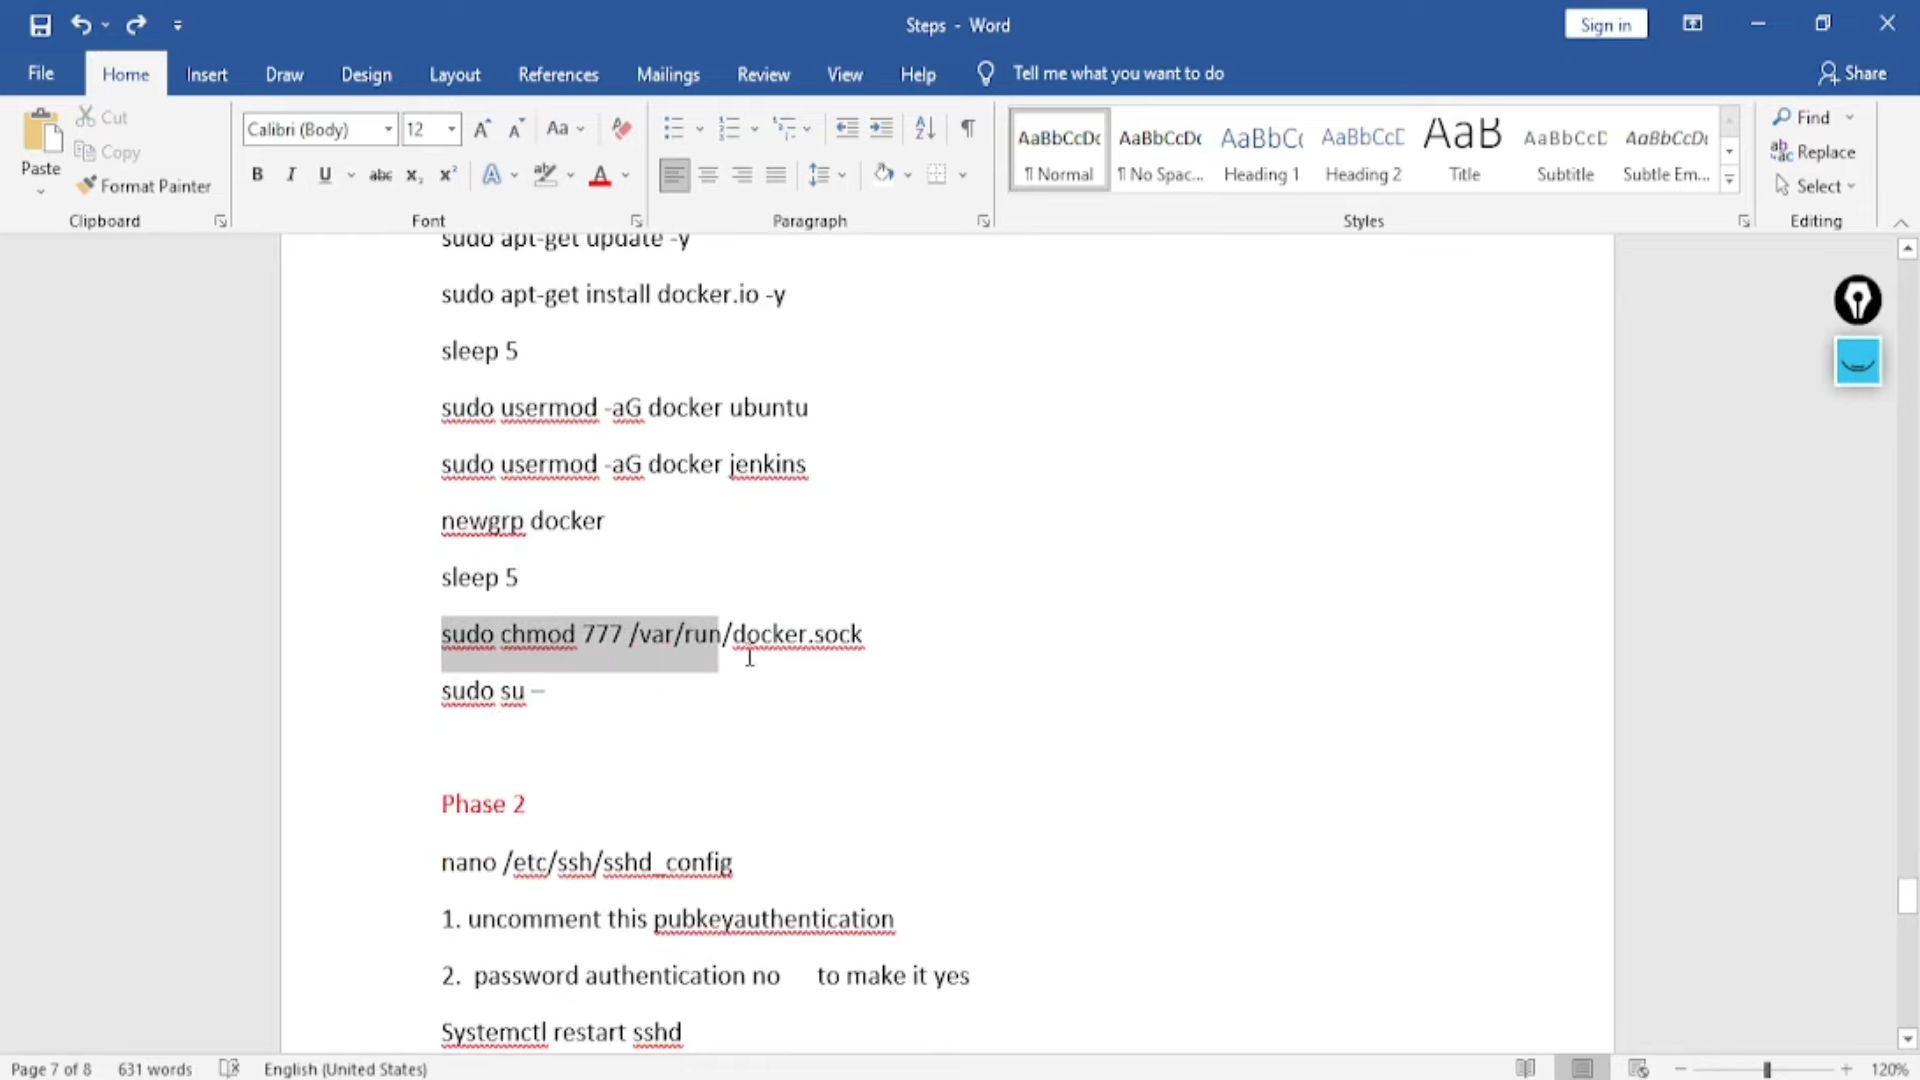 Steps - Word
Sign in
File Home Insert Draw Design Layout References Mailings Review View Help Tell me what you want to do Share
Paste
Cut
Copy
Format Painter
Clipboard
Calibri (Body) 12
Font
Paragraph
AaBbCcDc AaBbCcDc AaBbCc AaBbCcD AaB AaBbCcD AaBbCcDc
¶ Normal ¶ No Spac... Heading 1 Heading 2 Title Subtitle Subtle Em...
Styles
Find
Replace
Select
Editing
sudo apt-get update -y
sudo apt-get install docker.io -y
sleep 5
sudo usermod -aG docker ubuntu
sudo usermod -aG docker jenkins
newgrp docker
sleep 5
sudo chmod 777 /var/run/docker.sock
sudo su –
Phase 2
nano /etc/ssh/sshd_config
1. uncomment this pubkeyauthentication
2. password authentication no to make it yes
Systemctl restart sshd
Page 7 of 8 631 words English (United States) 120%